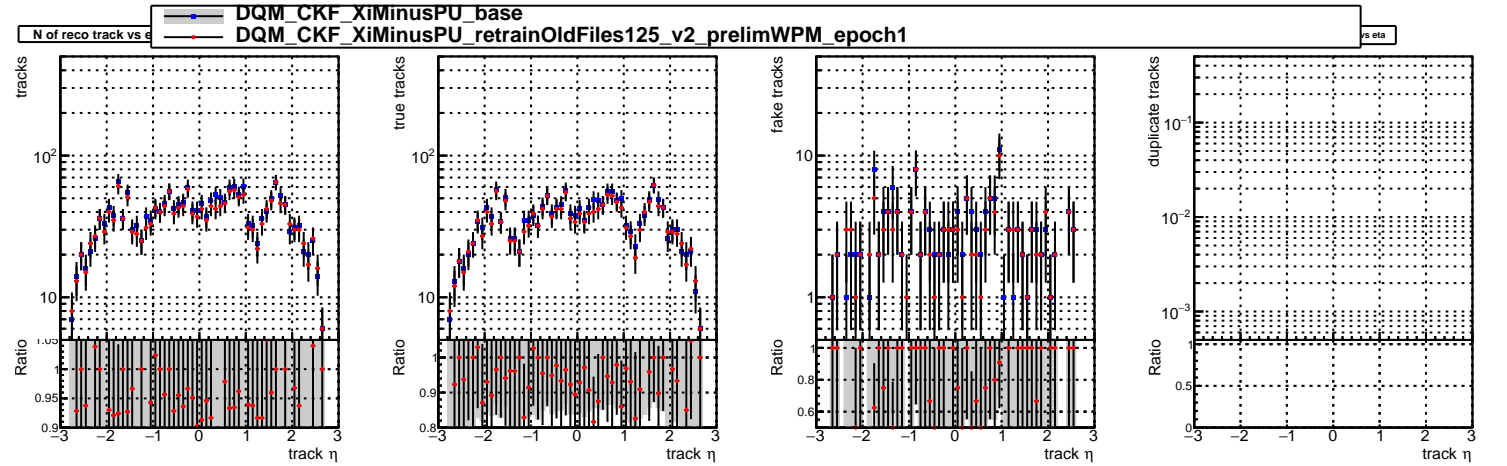 DQM_CKF_XiMinusPU_base
DQM_CKF_XiMinusPU_retrainOldFiles125_v2_prelimWPM_epoch1
N of reco track vs e
vs eta
tracks
10²
10
Ratio
1.05
1
0.95
0.9
−3 −2 −1 0 1 2 3
track η
true tracks
10²
10
Ratio
1
0.9
0.8
−3 −2 −1 0 1 2 3
track η
fake tracks
10
1
Ratio
1
0.8
0.6
−3 −2 −1 0 1 2 3
track η
duplicate tracks
10⁻¹
10⁻²
10⁻³
Ratio
1
0.5
0
−3 −2 −1 0 1 2 3
track η